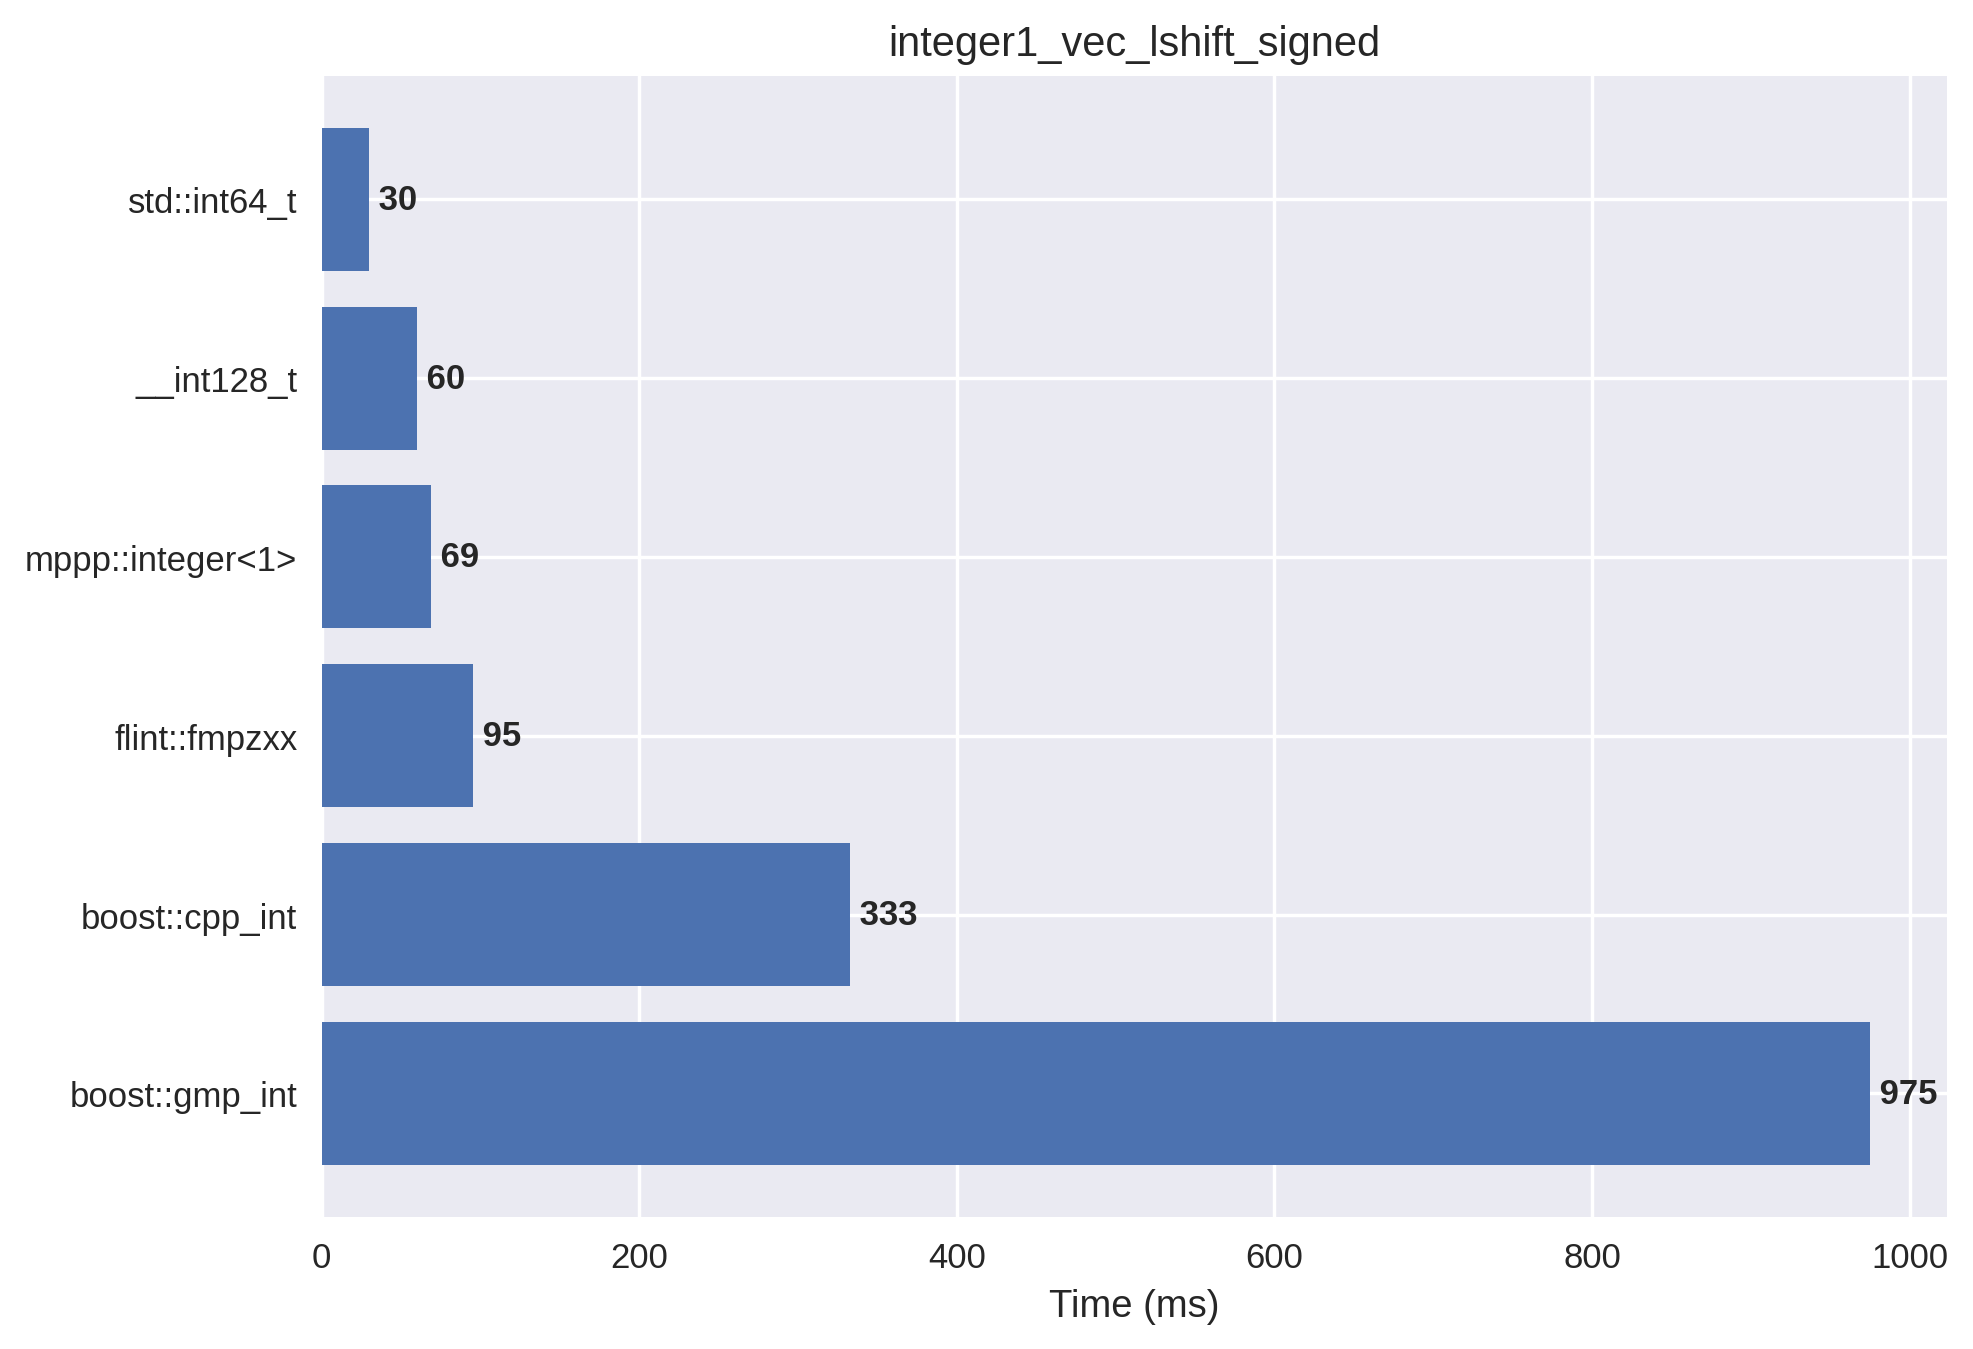 integer1_vec_lshift_signed
std::int64_t
30
__int128_t
60
mppp::integer<1>
69
flint::fmpzxx
95
boost::cpp_int
333
boost::gmp_int
975
0 200 400 600 800 1000
Time (ms)